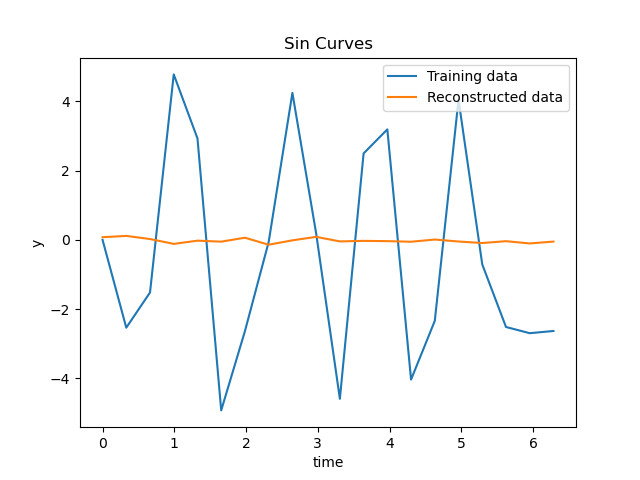 Sin Curves
Training data
Reconstructed data
4
2
0
−2
−4
y
0 1 2 3 4 5 6
time